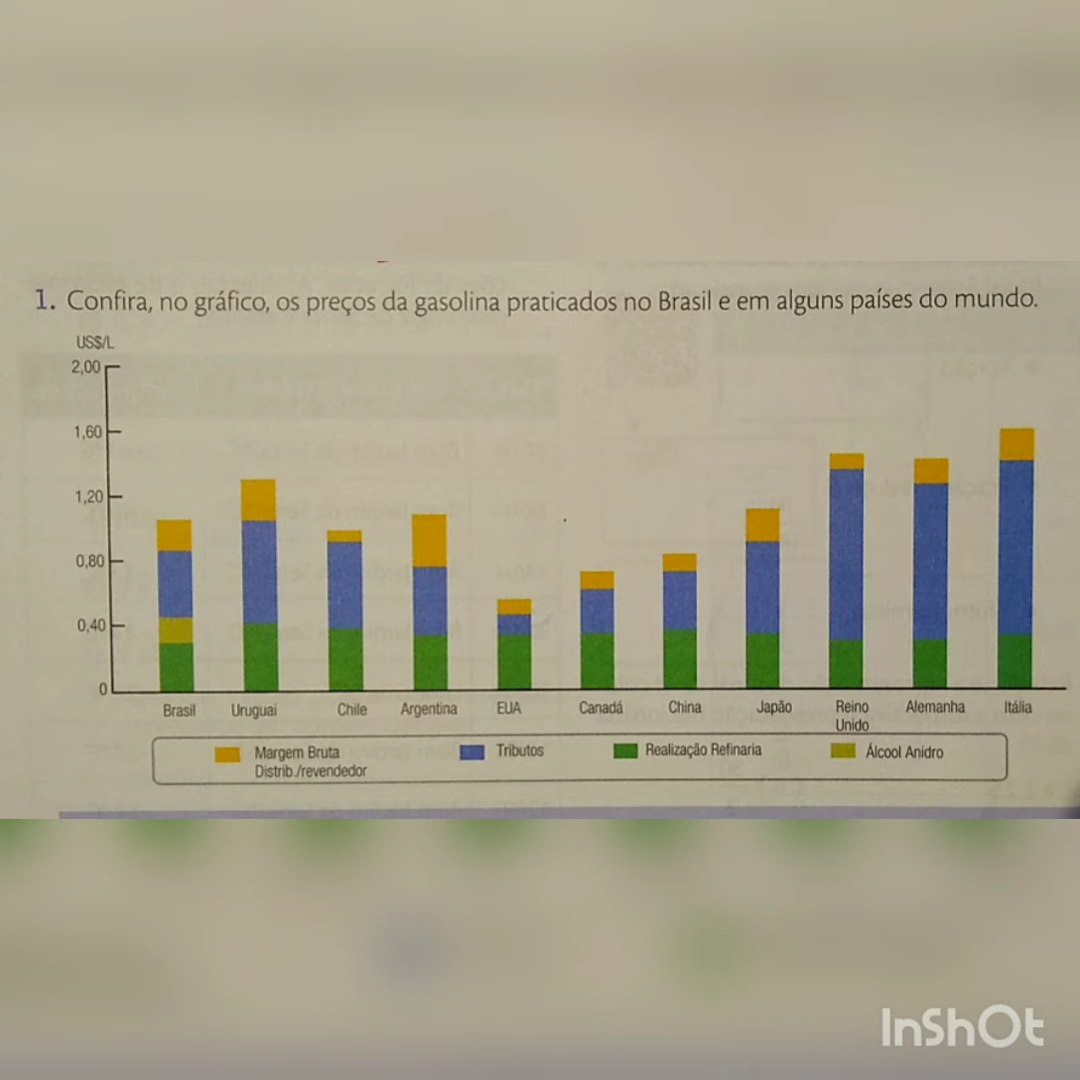 1. Confira, no gráfico, os preços da gasolina praticados no Brasil e em alguns países do mundo.
US$/L
2,00
1,60
1,20
0,80
0,40
0
Brasil Uruguai Chile Argentina EUA Canadá China Japão Reino Unido Alemanha Itália
Margem Bruta Distrib./revendedor
Tributos
Realização Refinaria
Álcool Anidro
InShOt